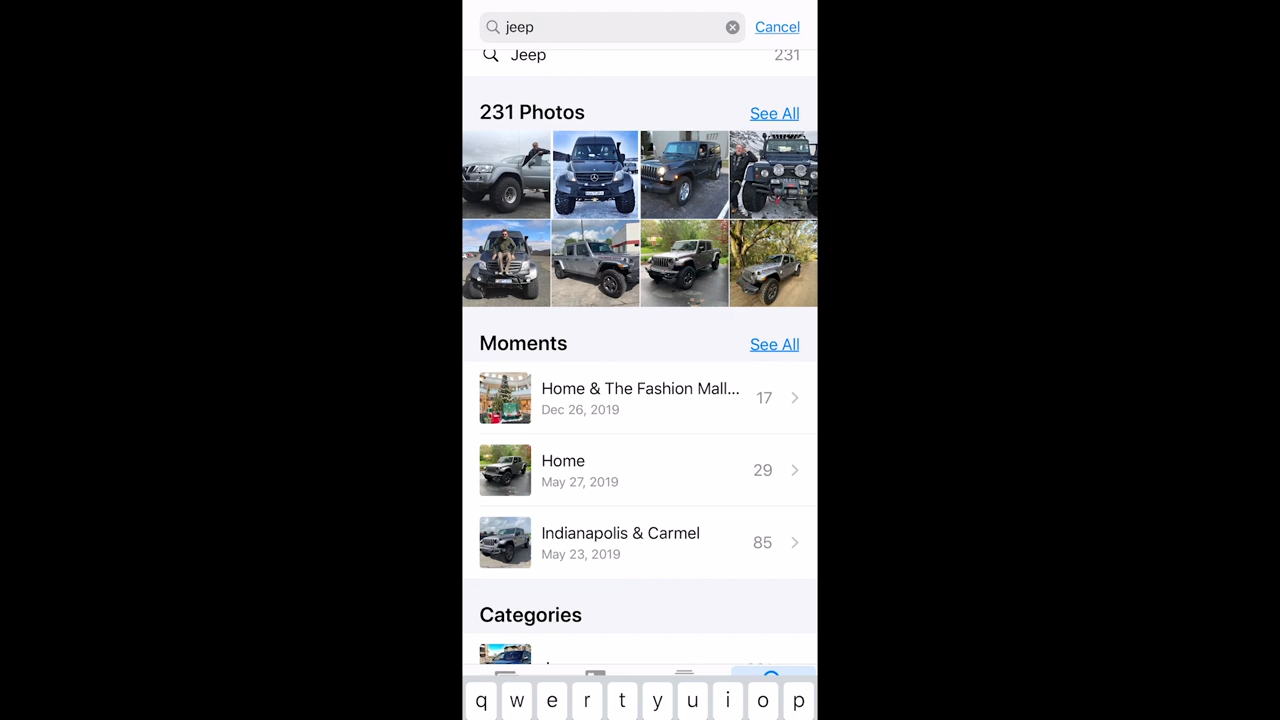 jeep
Cancel
Jeep
231
231 Photos
See All
Moments
See All
Home & The Fashion Mall...
Dec 26, 2019
17
Home
May 27, 2019
29
Indianapolis & Carmel
May 23, 2019
85
Categories
q w e r t y u i o p